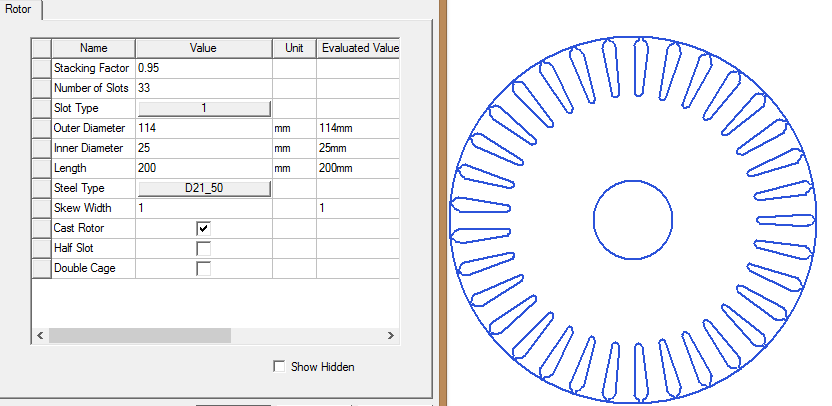 Rotor
Name Value Unit Evaluated Value
Stacking Factor 0.95
Number of Slots 33
Slot Type 1
Outer Diameter 114 mm 114mm
Inner Diameter 25 mm 25mm
Length 200 mm 200mm
Steel Type D21_50
Skew Width 1 1
Cast Rotor
Half Slot
Double Cage
Show Hidden